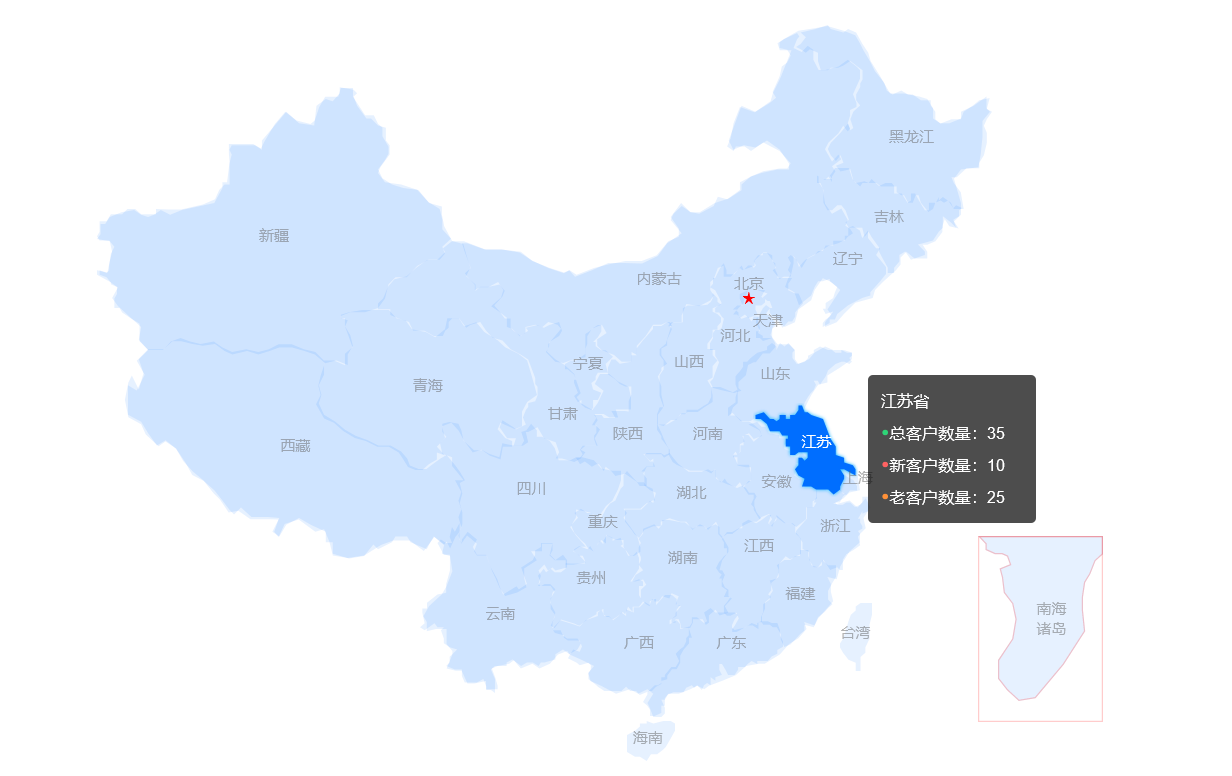 黑龙江
吉林
新疆
辽宁
内蒙古
北京
天津
河北
山西
宁夏
山东
青海
甘肃
陕西
河南
江苏
西藏
江苏省
总客户数量：35
新客户数量：10
老客户数量：25
上海
安徽
四川
湖北
重庆
浙江
江西
湖南
贵州
福建
云南
南海
诸岛
台湾
广西
广东
海南